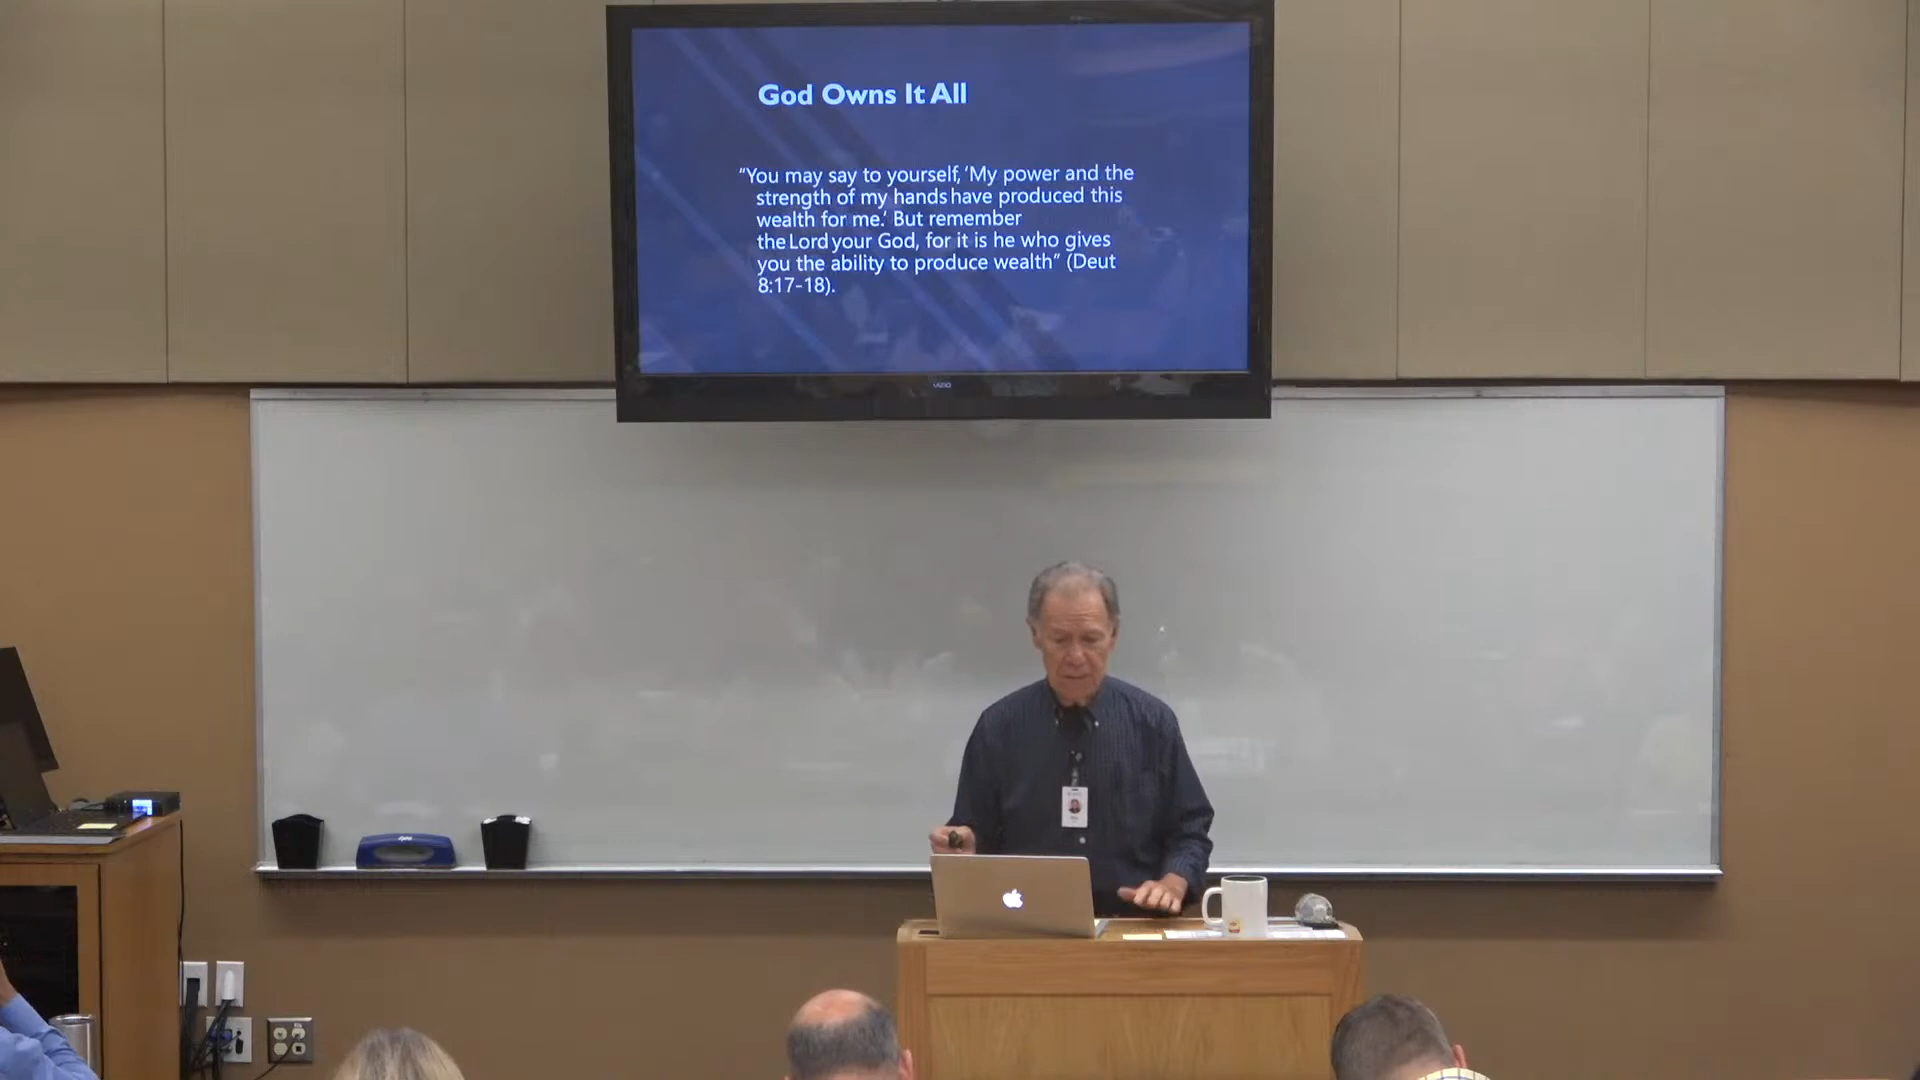 God Owns It All
“You may say to yourself, ‘My power and the
strength of my hands have produced this
wealth for me.’ But remember
the Lord your God, for it is he who gives
you the ability to produce wealth” (Deut
8:17-18).
VIZIO